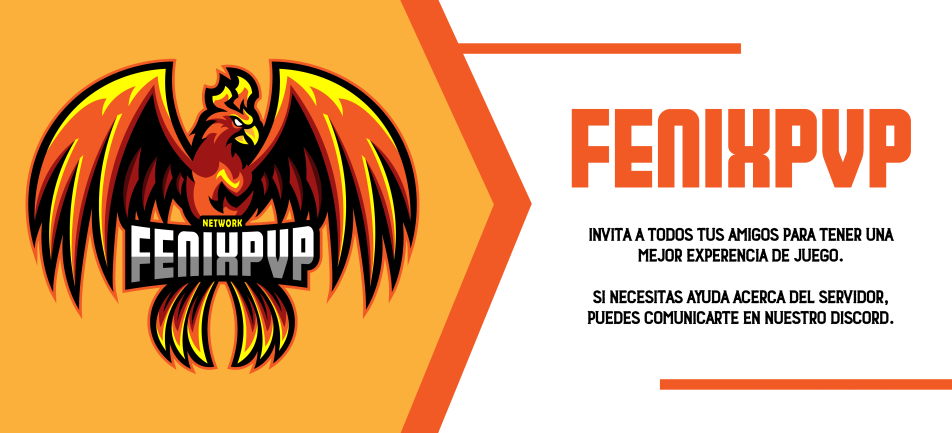 NETWORK
FENIXPVP
FENIXPVP
INVITA A TODOS TUS AMIGOS PARA TENER UNA
MEJOR EXPERENCIA DE JUEGO.
SI NECESITAS AYUDA ACERCA DEL SERVIDOR,
PUEDES COMUNICARTE EN NUESTRO DISCORD.